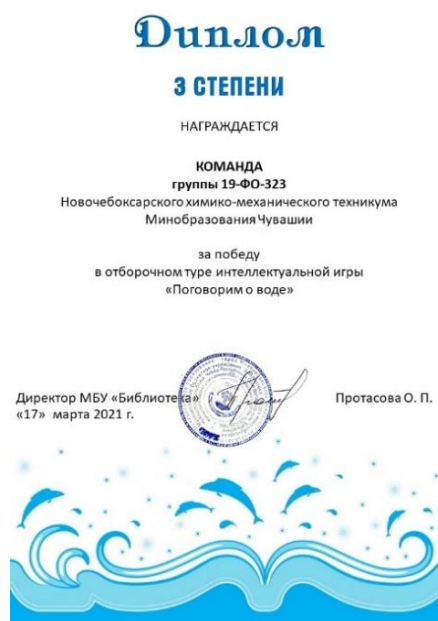 Диплом
3 СТЕПЕНИ
НАГРАЖДАЕТСЯ
КОМАНДА
группы 19-ФО-323
Новочебоксарского химико-механического техникума
Минобразования Чувашии
за победу
в отборочном туре интеллектуальной игры
«Поговорим о воде»
Директор МБУ «Библиотека» Протасова О. П.
«17» марта 2021 г.